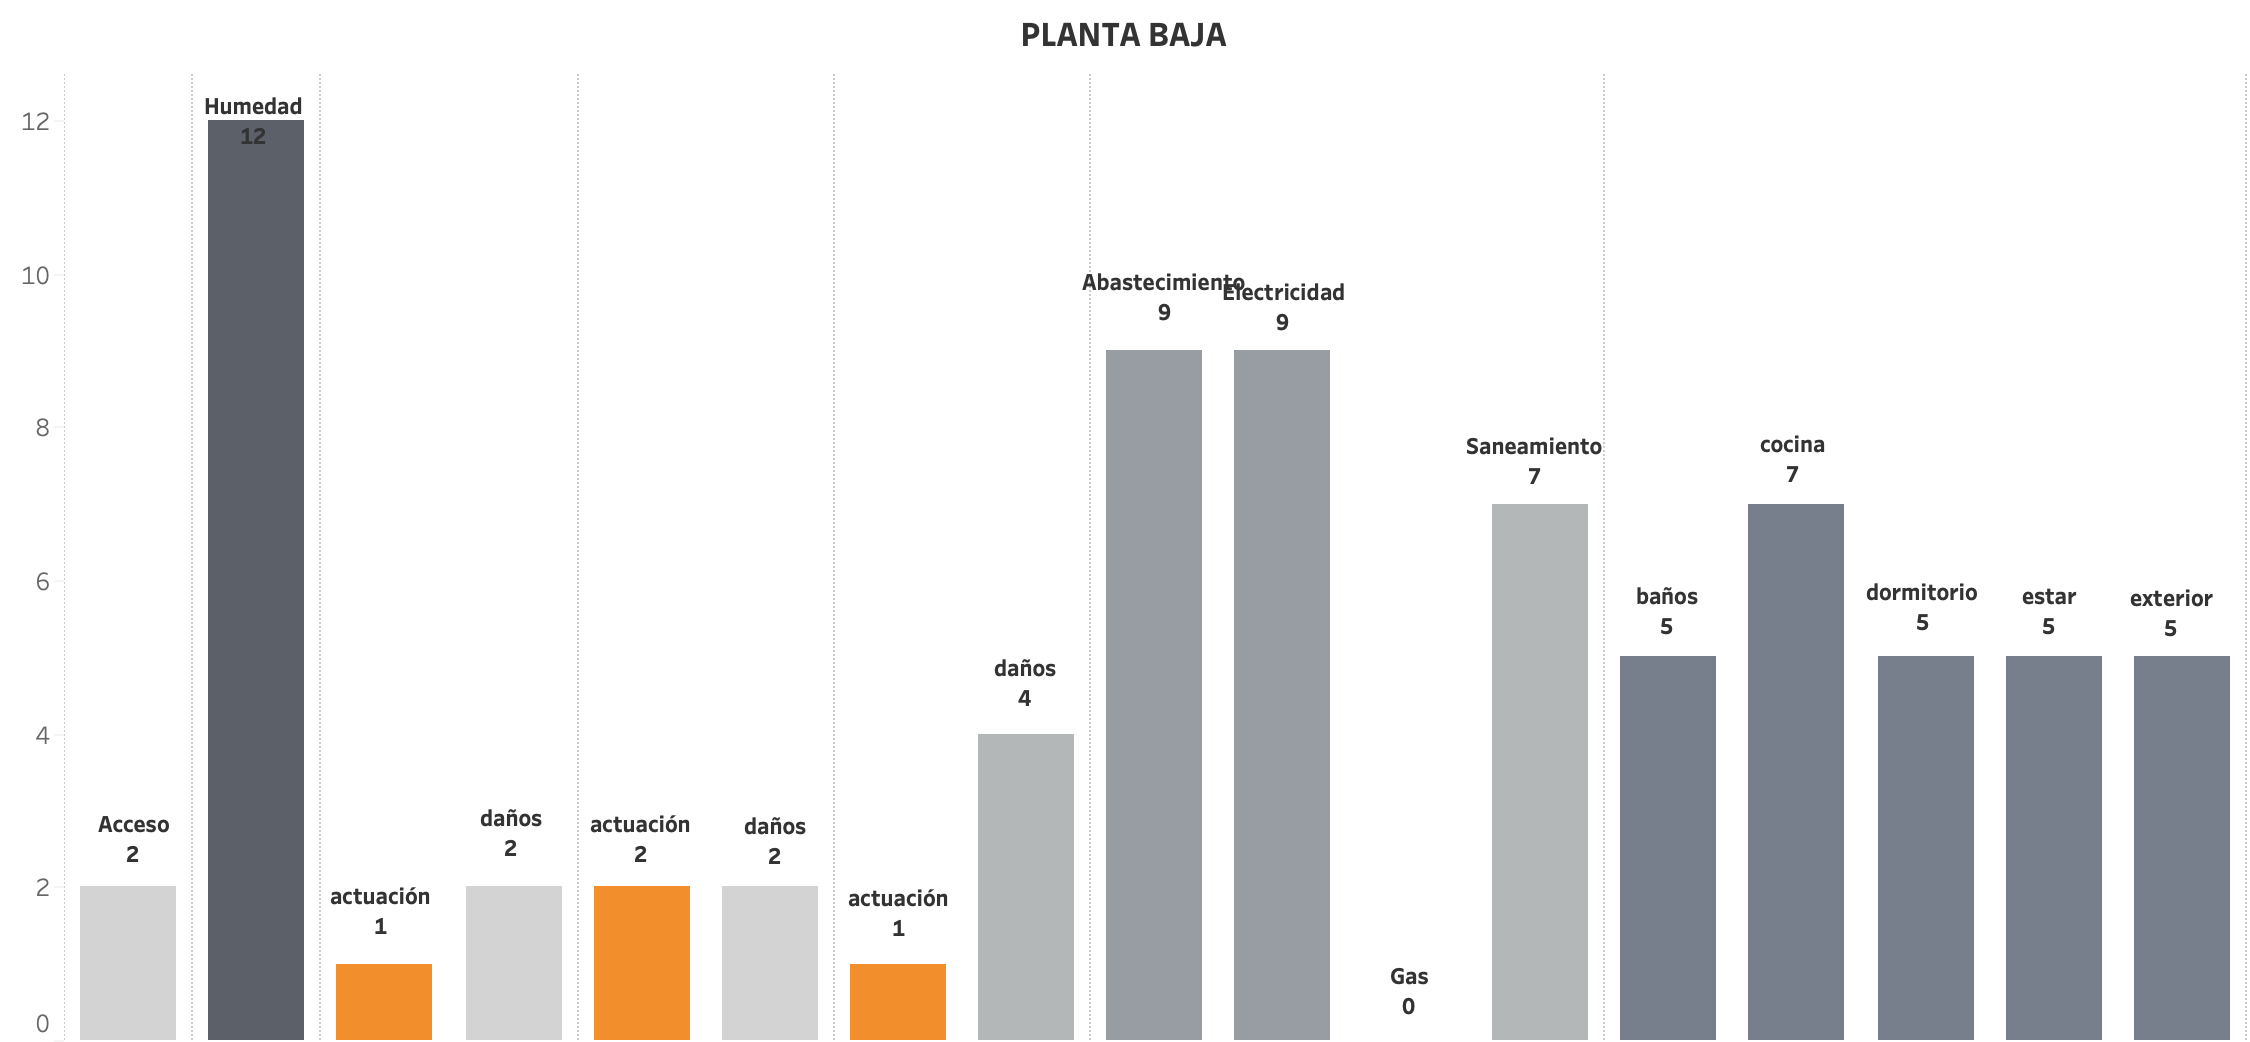 PLANTA BAJA
12
10
8
6
4
2
0
Acceso
2
Humedad
12
actuación
1
daños
2
actuación
2
daños
2
actuación
1
daños
4
Abastecimiento
9
Electricidad
9
Gas
0
Saneamiento
7
baños
5
cocina
7
dormitorio
5
estar
5
exterior
5